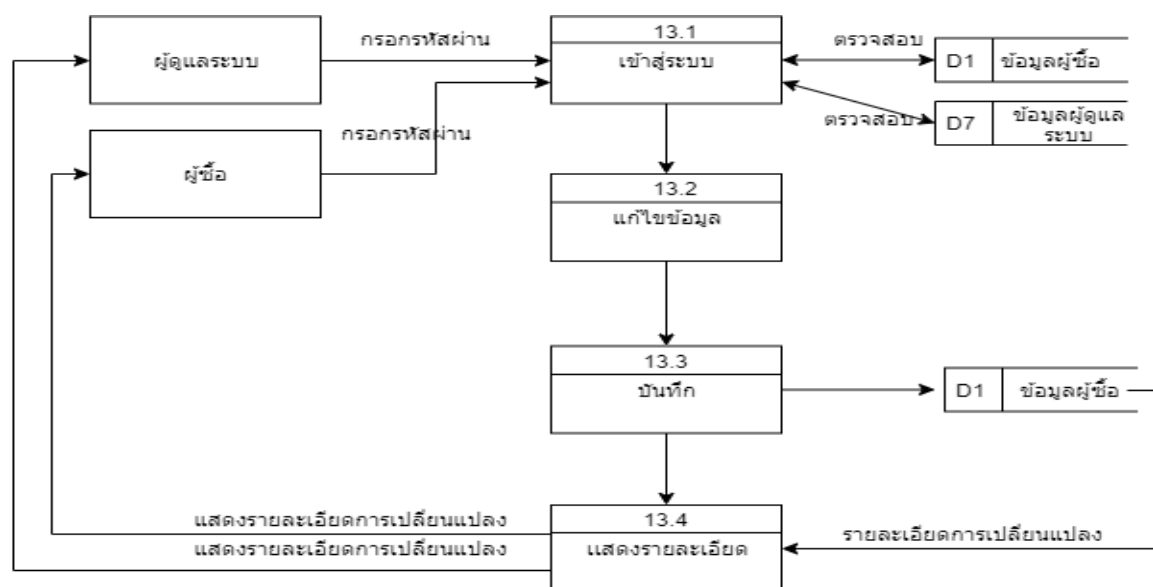 ผู้ดูแลระบบ
กรอกรหัสผ่าน
13.1
เข้าสู่ระบบ
ตรวจสอบ
D1 ข้อมูลผู้ซื้อ
ตรวจสอบ
D7 ข้อมูลผู้ดูแล
ระบบ
กรอกรหัสผ่าน
ผู้ซื้อ
13.2
แก้ไขข้อมูล
13.3
บันทึก
D1 ข้อมูลผู้ซื้อ
13.4
แสดงรายละเอียด
แสดงรายละเอียดการเปลี่ยนแปลง
แสดงรายละเอียดการเปลี่ยนแปลง
รายละเอียดการเปลี่ยนแปลง